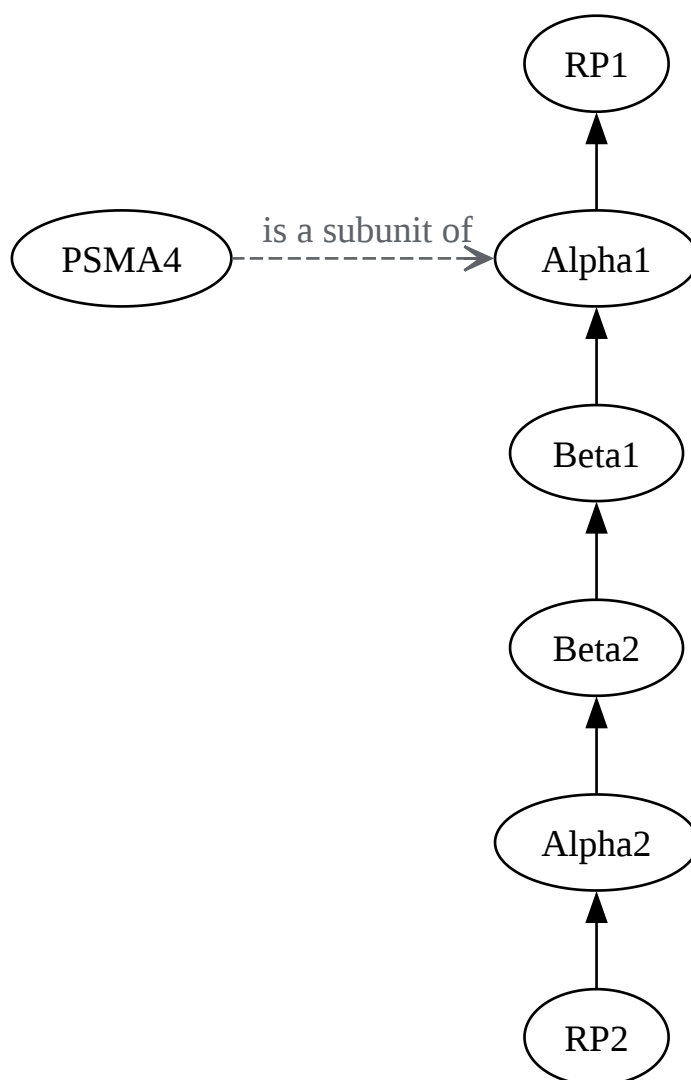 RP1
is a subunit of
PSMA4
Alpha1
Beta1
Beta2
Alpha2
RP2